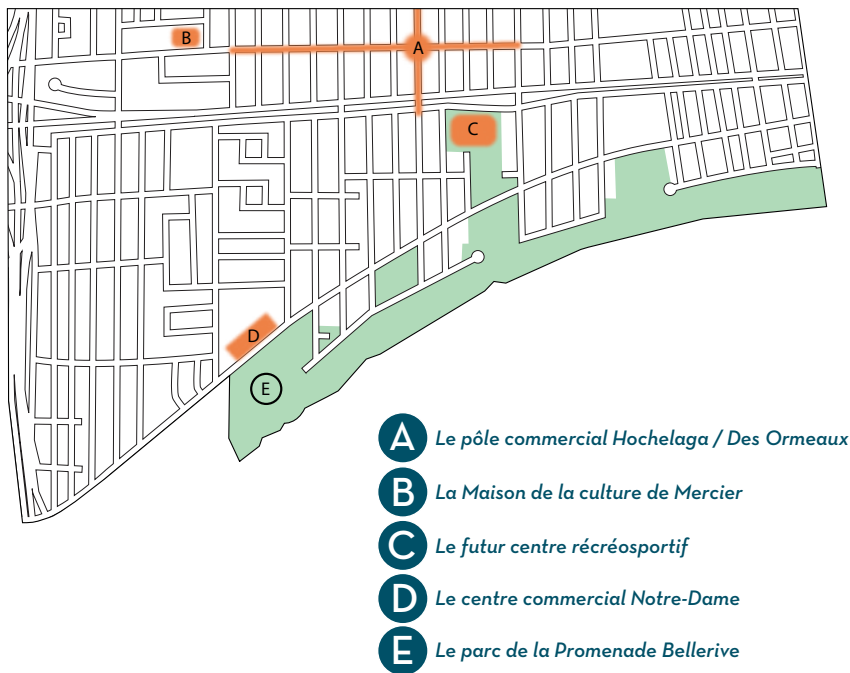 B
A
C
D
E
A Le pôle commercial Hochelaga / Des Ormeaux
B La Maison de la culture de Mercier
C Le futur centre récréosportif
D Le centre commercial Notre-Dame
E Le parc de la Promenade Bellerive